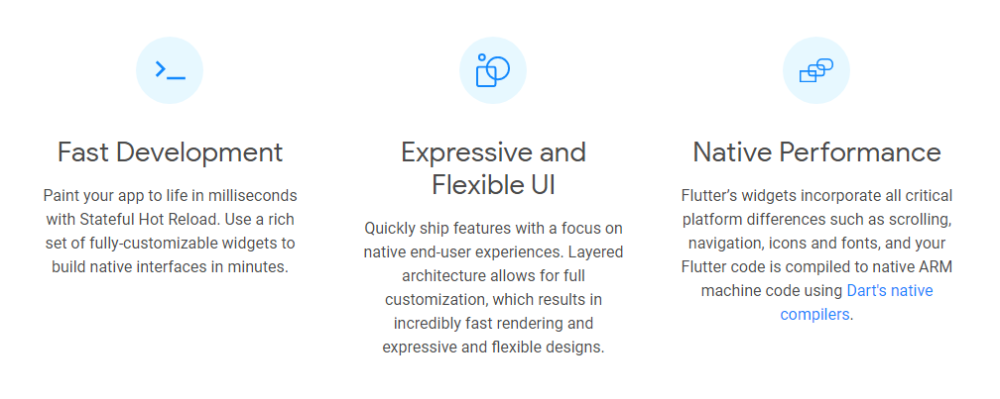 Fast Development
Paint your app to life in milliseconds
with Stateful Hot Reload. Use a rich
set of fully-customizable widgets to
build native interfaces in minutes.
Expressive and
Flexible UI
Quickly ship features with a focus on
native end-user experiences. Layered
architecture allows for full
customization, which results in
incredibly fast rendering and
expressive and flexible designs.
Native Performance
Flutter’s widgets incorporate all critical
platform differences such as scrolling,
navigation, icons and fonts, and your
Flutter code is compiled to native ARM
machine code using Dart's native
compilers.